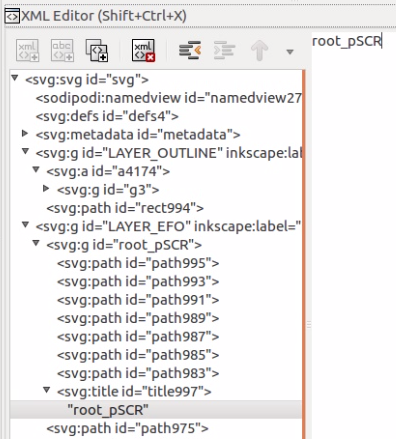 XML Editor (Shift+Ctrl+X)
xml
abc
xml
root_pSCR
<svg:svg id="svg">
<sodipodi:namedview id="namedview27
<svg:defs id="defs4">
<svg:metadata id="metadata">
<svg:g id="LAYER_OUTLINE" inkscape:lal
<svg:a id="a4174">
<svg:g id="g3">
<svg:path id="rect994">
<svg:g id="LAYER_EFO" inkscape:label="
<svg:g id="root_pSCR">
<svg:path id="path995">
<svg:path id="path993">
<svg:path id="path991">
<svg:path id="path989">
<svg:path id="path987">
<svg:path id="path985">
<svg:path id="path983">
<svg:title id="title997">
"root_pSCR"
<svg:path id="path975">